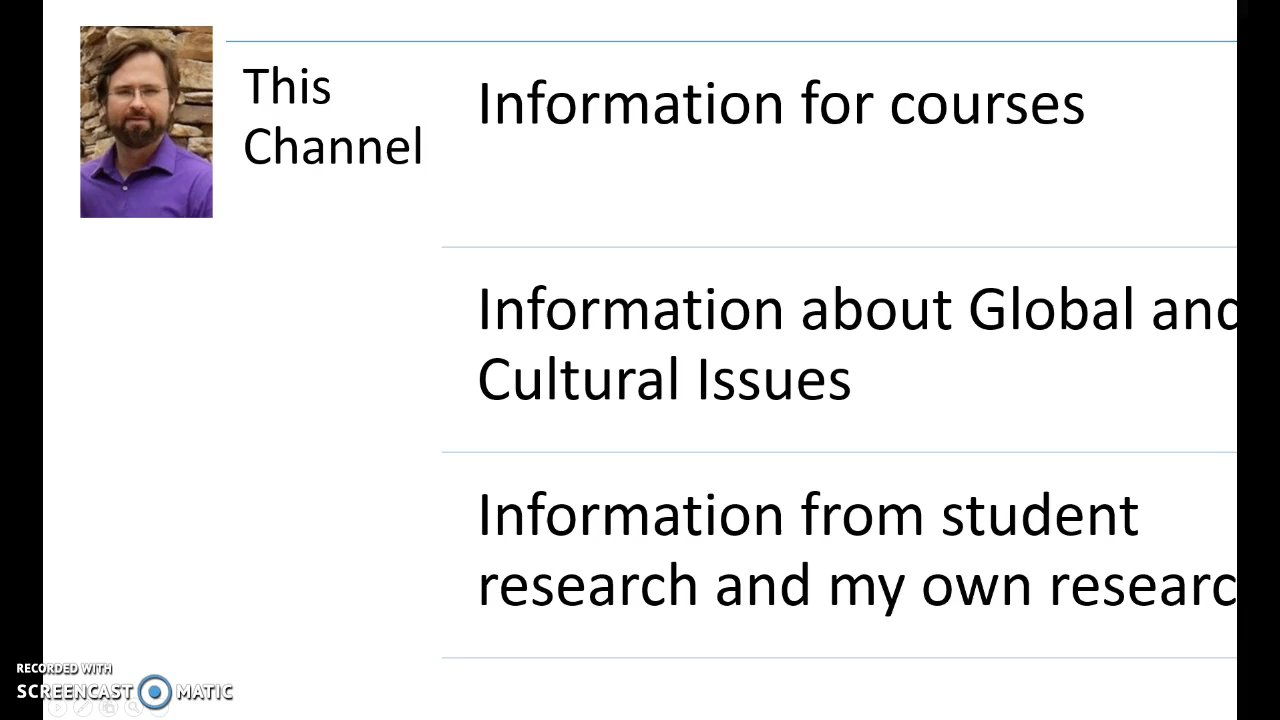 This
Channel
Information for courses
Information about Global and
Cultural Issues
Information from student
research and my own researc
RECORDED WITH
SCREENCAST MATIC